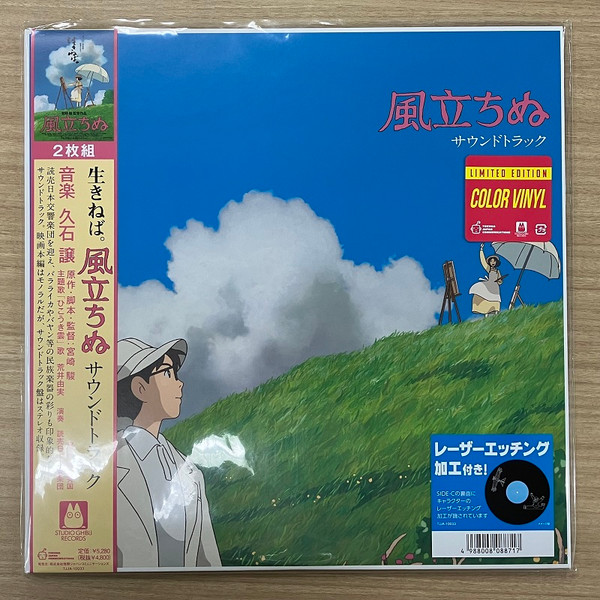 風立ちぬ
2枚組
生きねば。
風立ちぬ サウンドトラック
音楽 久石 譲
原作・脚本・監督:宮崎 駿
主題歌「ひこうき雲」歌 荒井由実 演奏
読売日本交響楽団を迎え、バラライカやバヤン等の民族楽器の彩りも印象的
サウンドトラック。映画本編はモノラルだが、サウンドトラック盤はステレオ収録
STUDIO GHIBLI
RECORDS
定価:¥5,280
(税抜¥4,800)
風立ちぬ
サウンドトラック
LIMITED EDITION
COLOR VINYL
レーザーエッチング
加工付き!
SIDE-Cの裏面に
キャラクターの
レーザーエッチング
加工が施されています
4 988008 088717